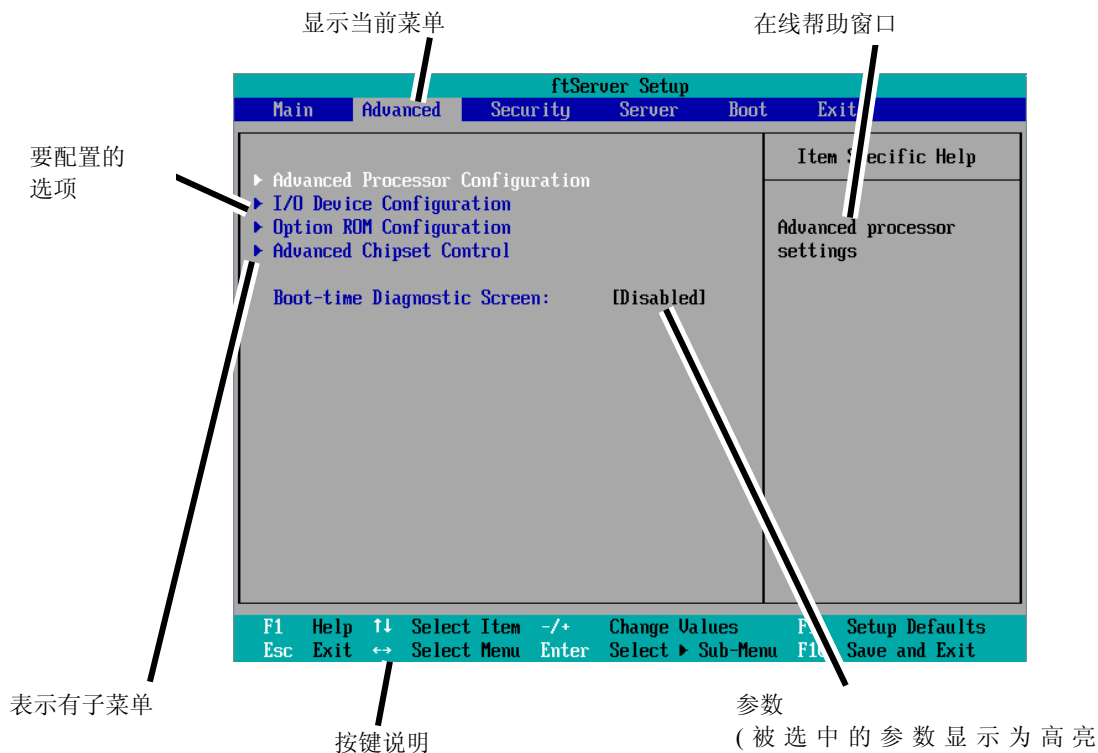 显示当前菜单
在线帮助窗口
ftServer Setup
Main Advanced Security Server Boot Exit
要配置的
选项
Item Specific Help
▶ Advanced Processor Configuration
▶ I/O Device Configuration
▶ Option ROM Configuration
▶ Advanced Chipset Control
Boot-time Diagnostic Screen: [Disabled]
Advanced processor
settings
F1 Help ↑↓ Select Item -/+ Change Values Setup Defaults
Esc Exit ↔ Select Menu Enter Select ▶ Sub-Menu F10 Save and Exit
表示有子菜单
按键说明
参数
(被选中的参数显示为高亮